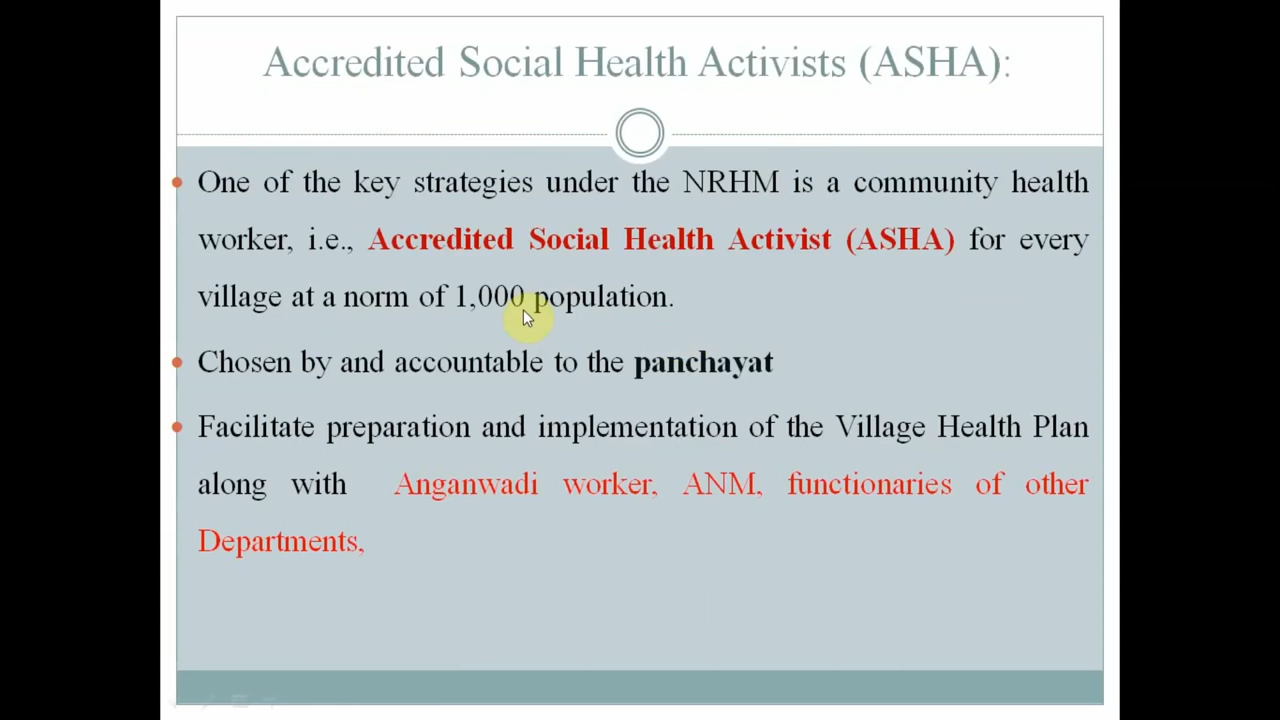 Accredited Social Health Activists (ASHA):
• One of the key strategies under the NRHM is a community health
worker, i.e., Accredited Social Health Activist (ASHA) for every
village at a norm of 1,000 population.
• Chosen by and accountable to the panchayat
• Facilitate preparation and implementation of the Village Health Plan
along with Anganwadi worker, ANM, functionaries of other
Departments,